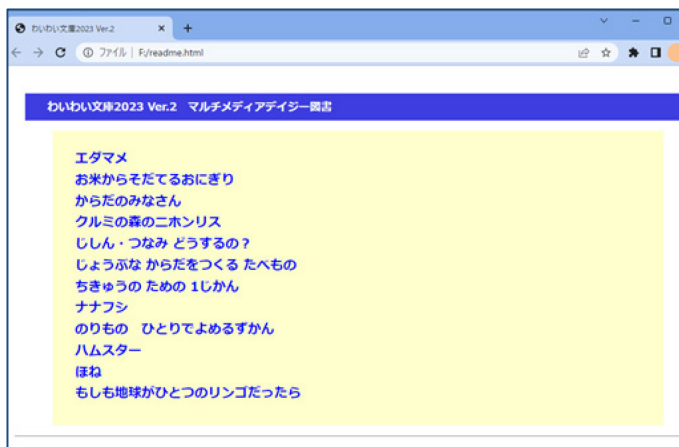 わいわい文庫2023 Ver.2
ファイル | F:/readme.html
わいわい文庫2023 Ver.2 マルチメディアデイジー図書
エダマメ
お米からそだてるおにぎり
からだのみなさん
クルミの森のニホンリス
じしん・つなみ どうするの？
じょうぶな からだをつくる たべもの
ちきゅうの ための 1じかん
ナナフシ
のりもの　ひとりでよめるずかん
ハムスター
ほね
もしも地球がひとつのリンゴだったら